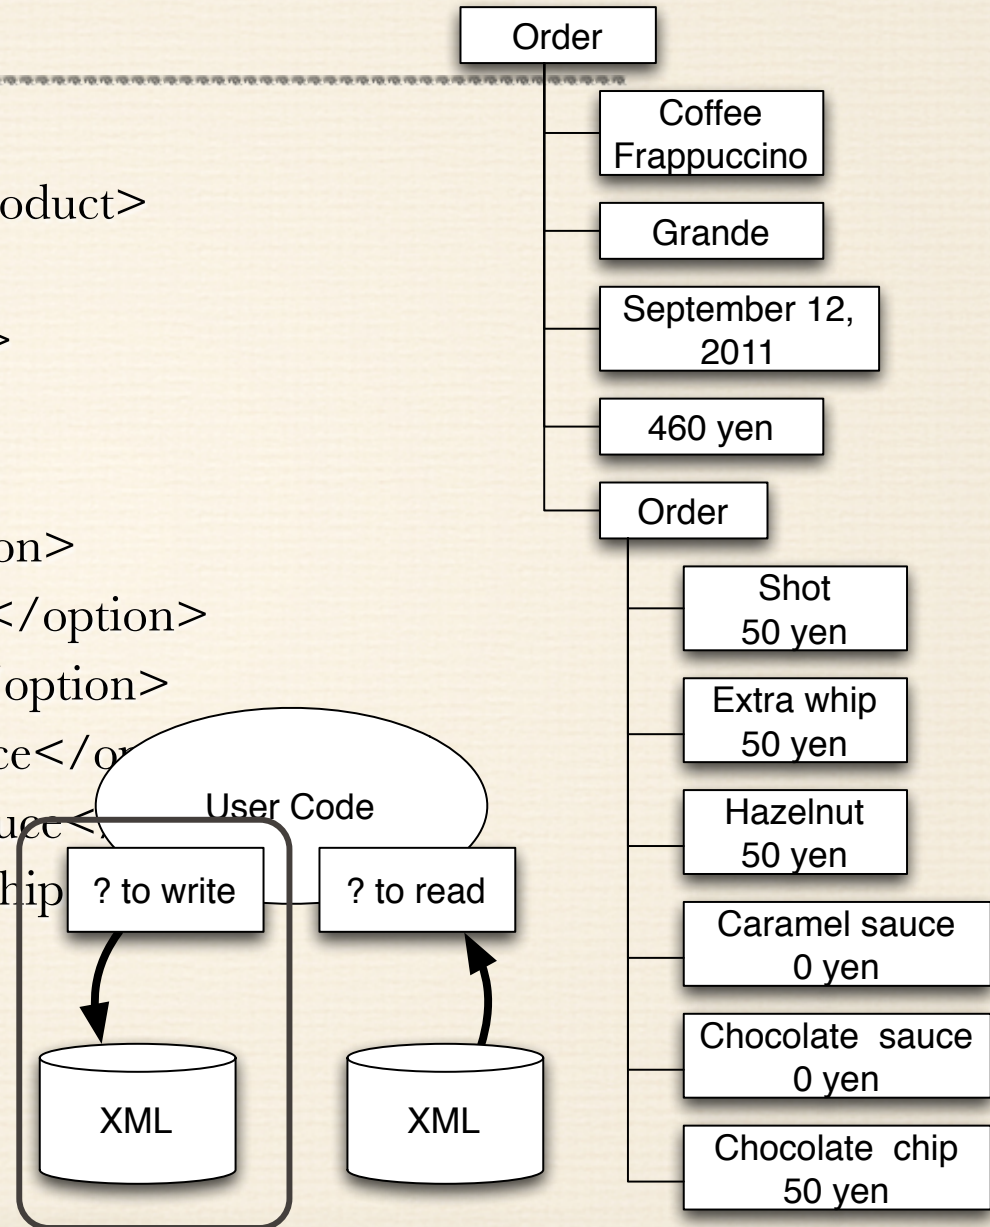 oduct>
>
on>
</option>
option>
ce</o
uce<
hip
User Code
? to write
? to read
XML
XML
Order
Coffee
Frappuccino
Grande
September 12,
2011
460 yen
Order
Shot
50 yen
Extra whip
50 yen
Hazelnut
50 yen
Caramel sauce
0 yen
Chocolate sauce
0 yen
Chocolate chip
50 yen